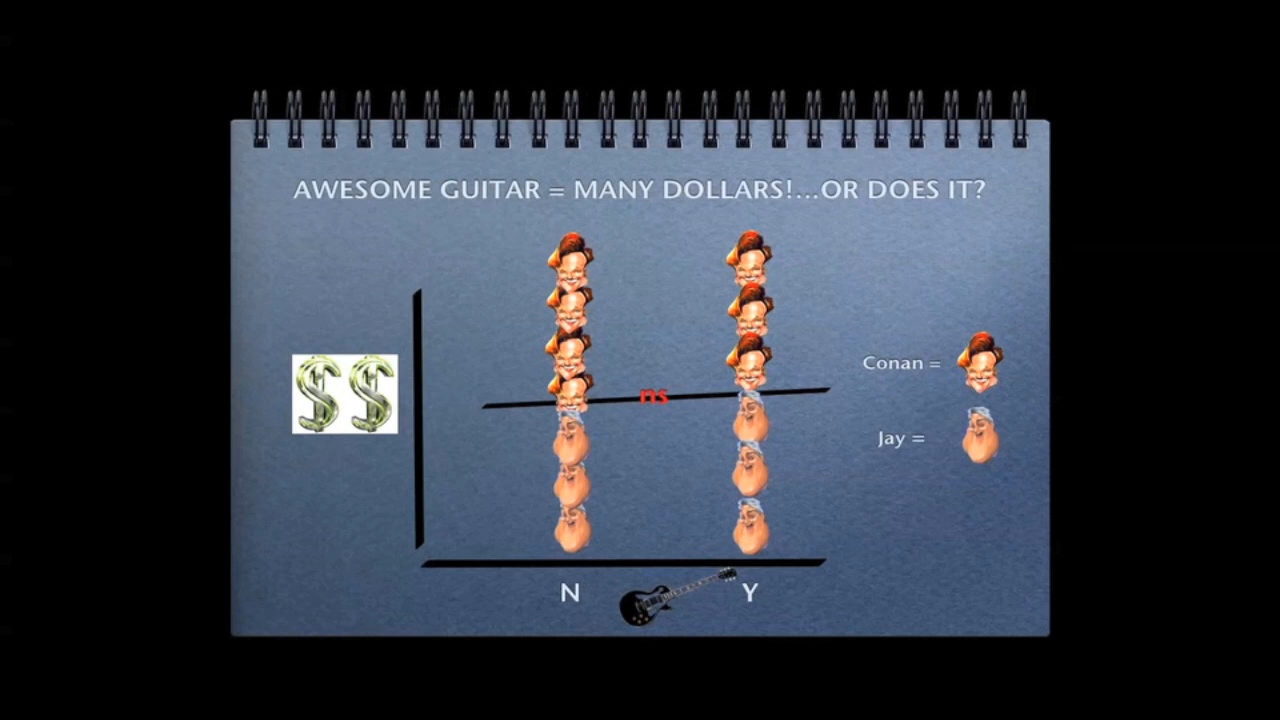 AWESOME GUITAR = MANY DOLLARS!...OR DOES IT?
$$
Conan =
ns
Jay =
N Y